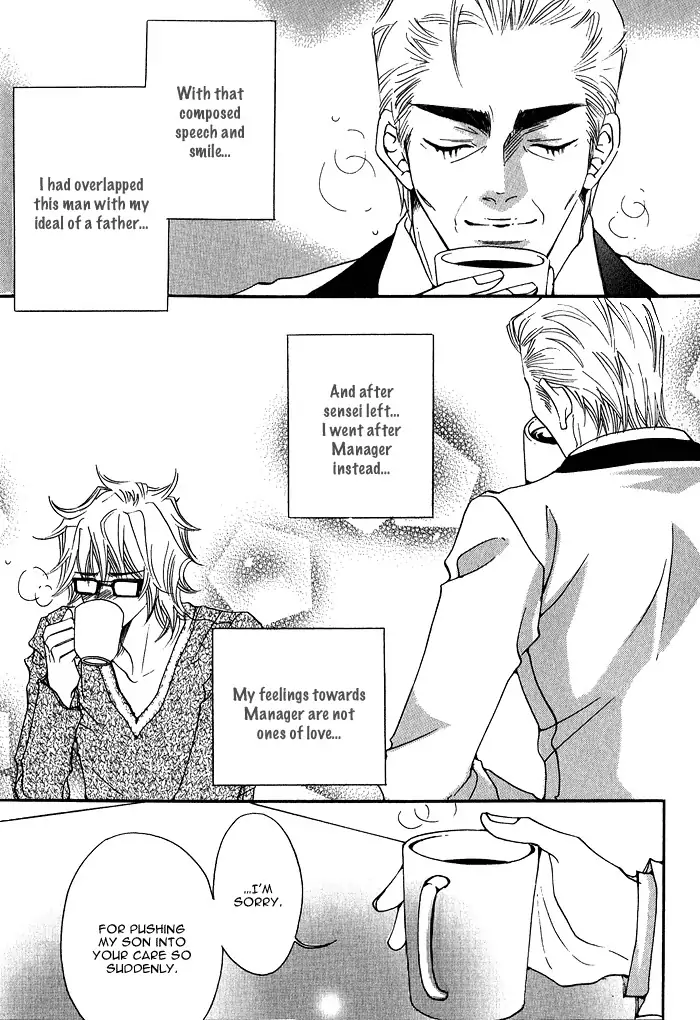 With that
composed
speech and
smile...
I had overlapped
this man with my
ideal of a father...
And after
sensei left...
I went after
Manager
instead...
My feelings towards
Manager are not
ones of love...
...I'M
SORRY.
FOR PUSHING
MY SON INTO
YOUR CARE SO
SUDDENLY.